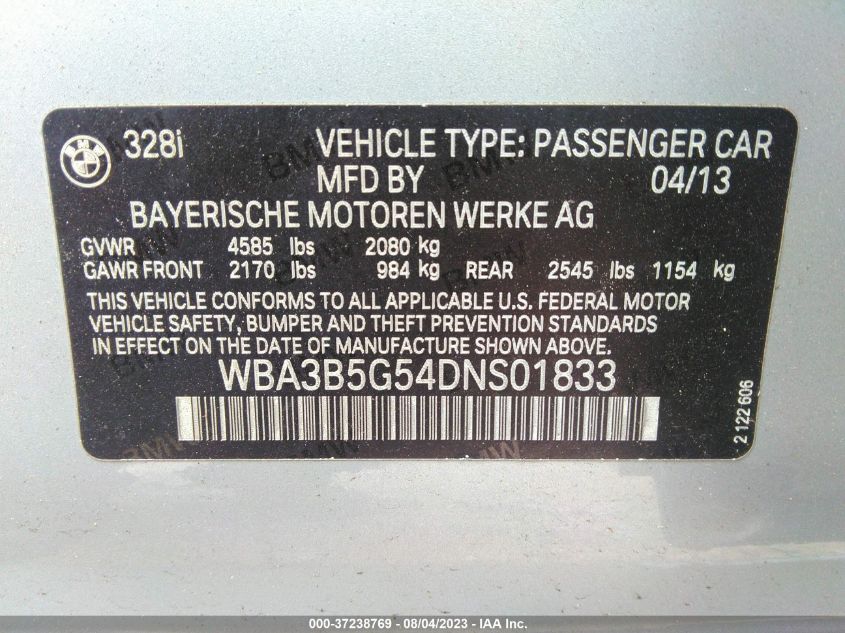 BMW 328i VEHICLE TYPE: PASSENGER CAR
MFD BY 04/13
BAYERISCHE MOTOREN WERKE AG
GVWR 4585 lbs 2080 kg
GAWR FRONT 2170 lbs 984 kg REAR 2545 lbs 1154 kg
THIS VEHICLE CONFORMS TO ALL APPLICABLE U.S. FEDERAL MOTOR
VEHICLE SAFETY, BUMPER AND THEFT PREVENTION STANDARDS
IN EFFECT ON THE DATE OF MANUFACTURE SHOWN ABOVE.
WBA3B5G54DNS01833
2 122 606
000-37238769 - 08/04/2023 - IAA Inc.